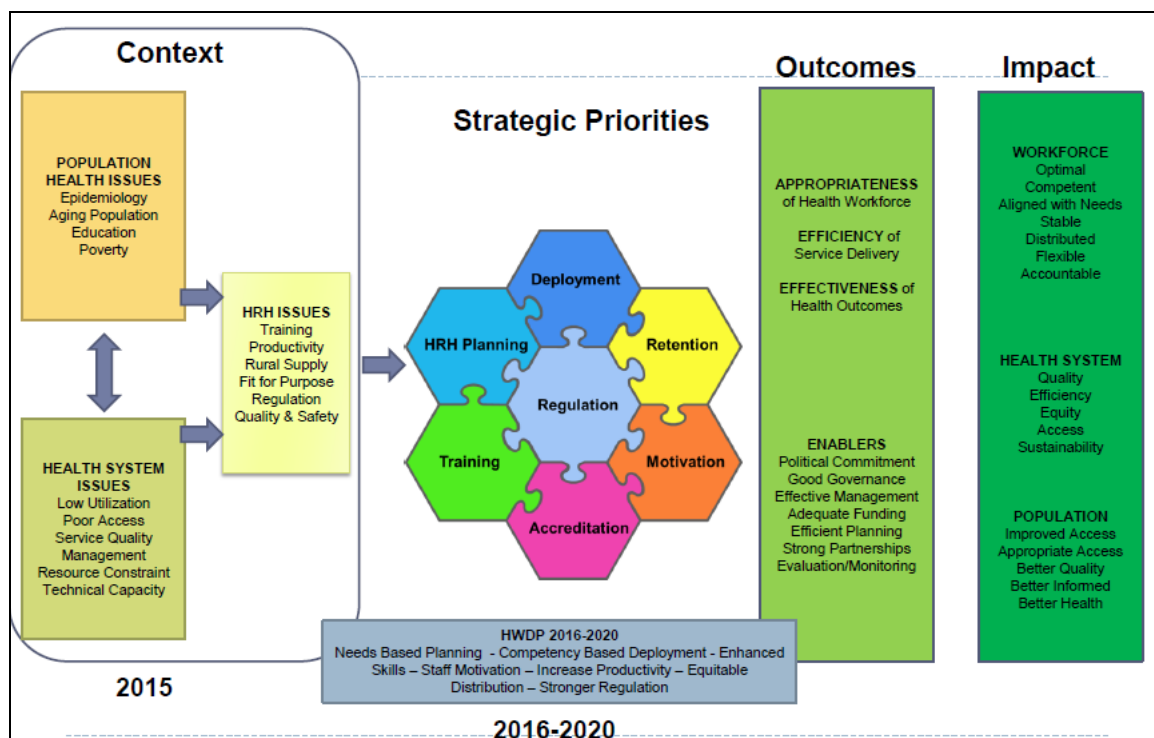 Context
POPULATION
HEALTH ISSUES
Epidemiology
Aging Population
Education
Poverty
HEALTH SYSTEM
ISSUES
Low Utilization
Poor Access
Service Quality
Management
Resource Constraint
Technical Capacity
HRH ISSUES
Training
Productivity
Rural Supply
Fit for Purpose
Regulation
Quality & Safety
2015
Strategic Priorities
Deployment
HRH Planning
Retention
Regulation
Training
Motivation
Accreditation
HWDP 2016-2020
Needs Based Planning - Competency Based Deployment - Enhanced
Skills – Staff Motivation – Increase Productivity – Equitable
Distribution – Stronger Regulation
2016-2020
Outcomes
APPROPRIATENESS
of Health Workforce
EFFICIENCY of
Service Delivery
EFFECTIVENESS of
Health Outcomes
ENABLERS
Political Commitment
Good Governance
Effective Management
Adequate Funding
Efficient Planning
Strong Partnerships
Evaluation/Monitoring
Impact
WORKFORCE
Optimal
Competent
Aligned with Needs
Stable
Distributed
Flexible
Accountable
HEALTH SYSTEM
Quality
Efficiency
Equity
Access
Sustainability
POPULATION
Improved Access
Appropriate Access
Better Quality
Better Informed
Better Health